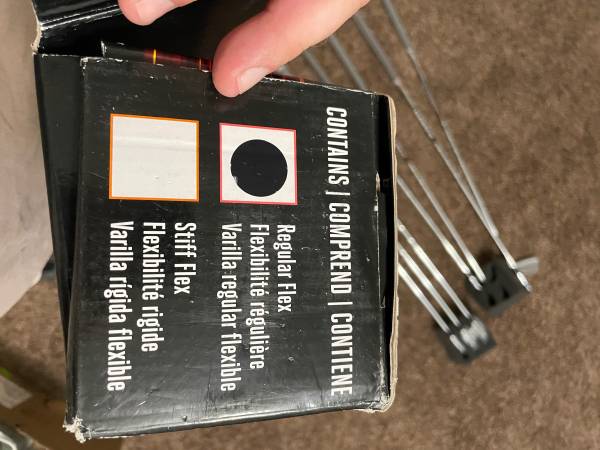 CONTAINS | COMPREND | CONTIENE
Regular Flex
Flexibilité régulière
Varilla regular flexible
Stiff Flex
Flexibilité rigide
Varilla rígida flexible